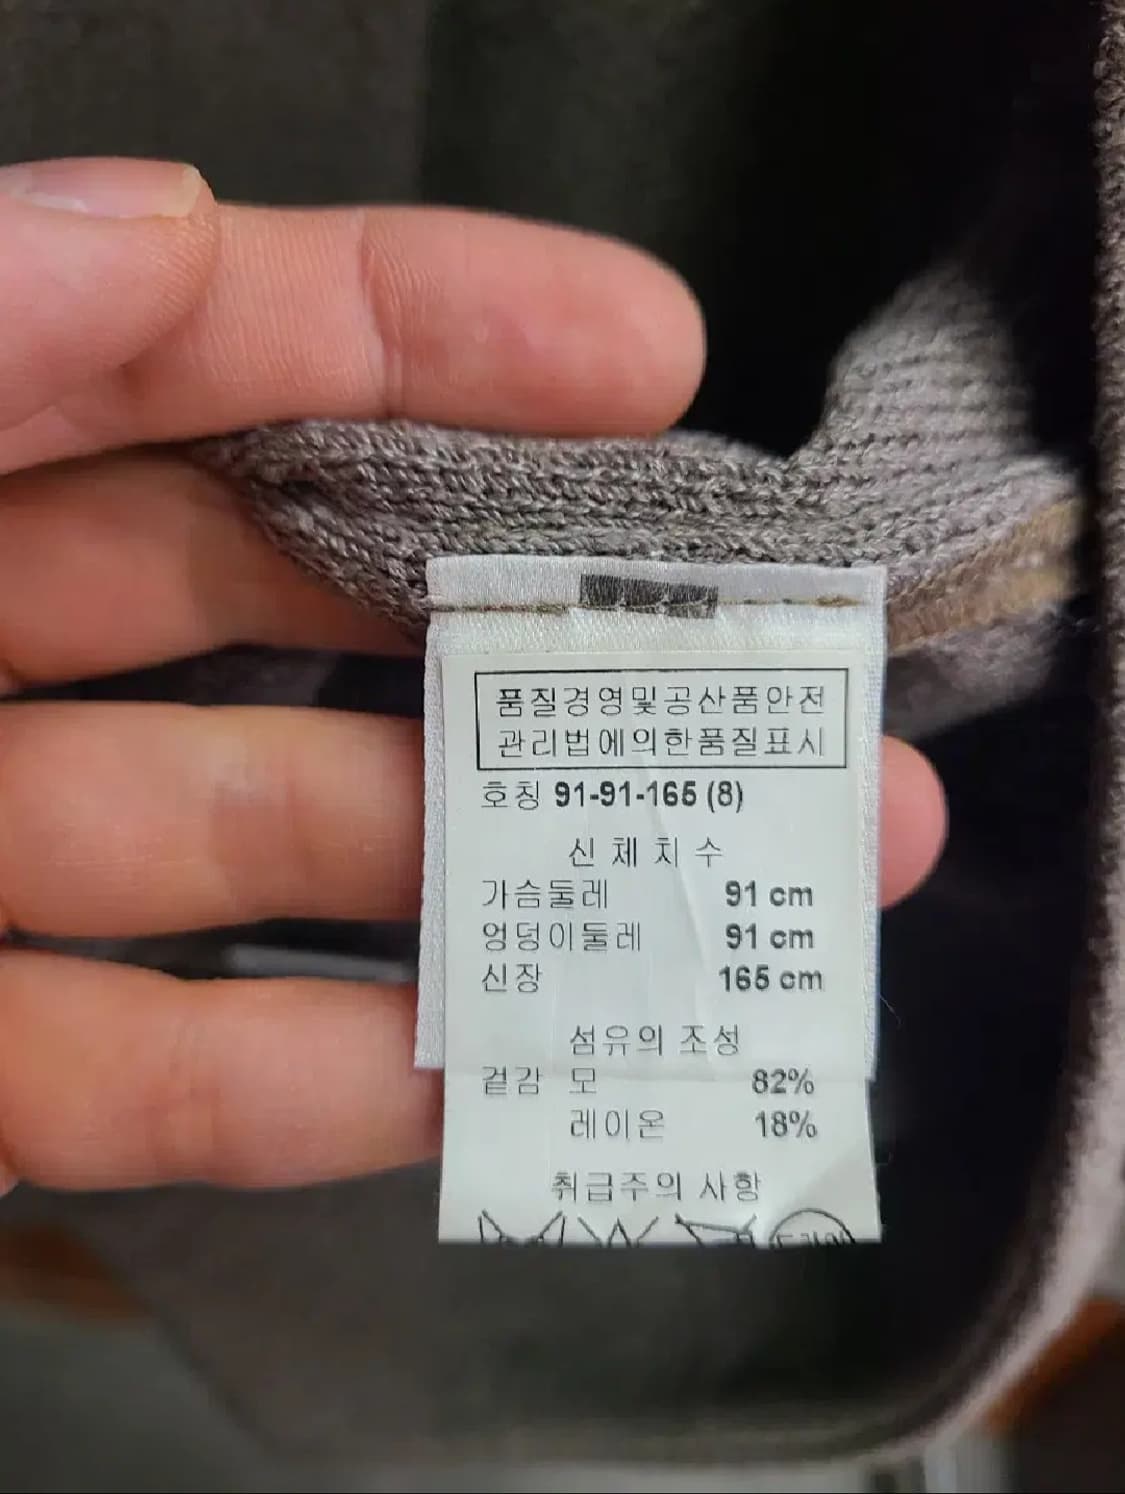 품질경영및공산품안전
관리법에의한품질표시
호칭 91-91-165 (8)
신 체 치 수
가슴둘레 91 cm
엉덩이둘레 91 cm
신장 165 cm
섬유의 조성
겉감 모 82%
레이온 18%
취급주의 사항